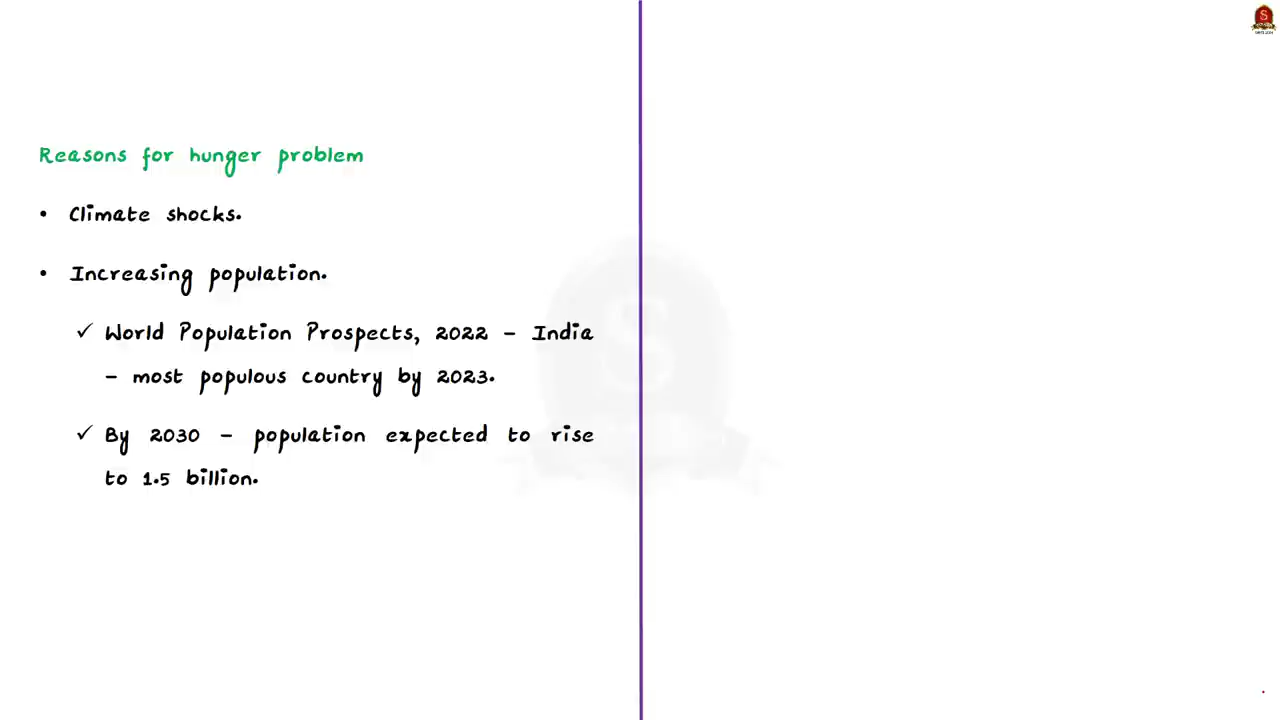 Reasons for hunger problem
• Climate shocks.
• Increasing population.
✓ World Population Prospects, 2022 – India
– most populous country by 2023.
✓ By 2030 – population expected to rise
to 1.5 billion.
S